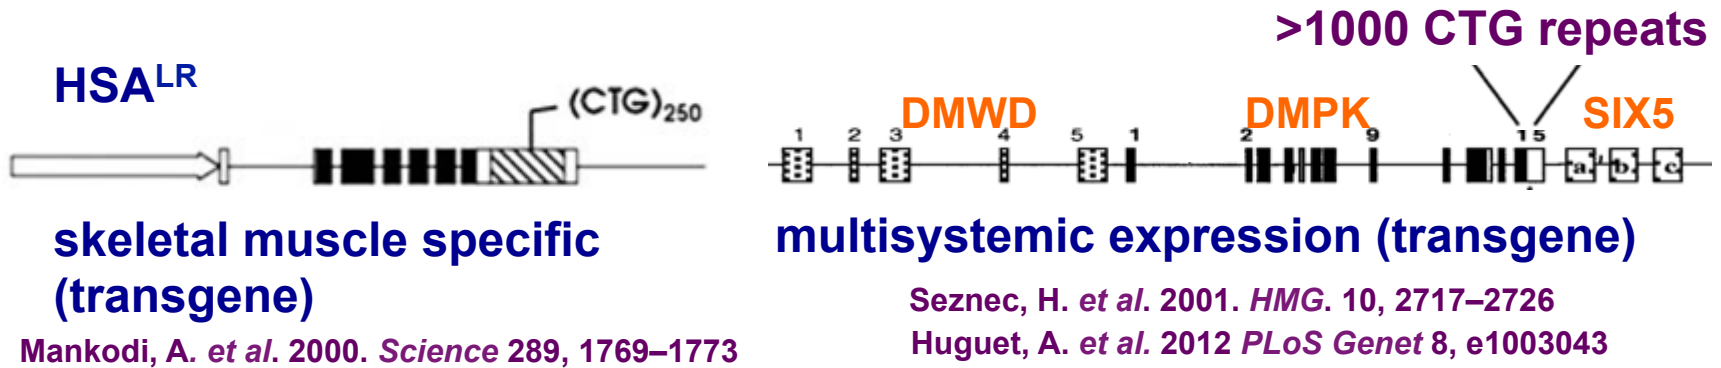 HSALR
(CTG)250
skeletal muscle specific
(transgene)
Mankodi, A. et al. 2000. Science 289, 1769–1773
>1000 CTG repeats
DMWD DMPK SIX5
1 2 3 4 5 1 2 9 15
a b c
multisystemic expression (transgene)
Seznec, H. et al. 2001. HMG. 10, 2717–2726
Huguet, A. et al. 2012 PLoS Genet 8, e1003043